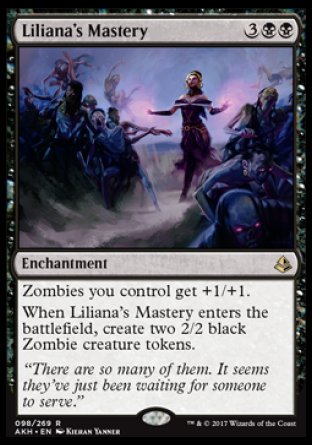 Liliana's Mastery 3
Enchantment
Zombies you control get +1/+1.
When Liliana's Mastery enters the
battlefield, create two 2/2 black
Zombie creature tokens.
"There are so many of them. It seems
they've just been waiting for someone
to serve."
098/269 R
AKH • EN Kieran Yanner ™ & © 2017 Wizards of the Coast